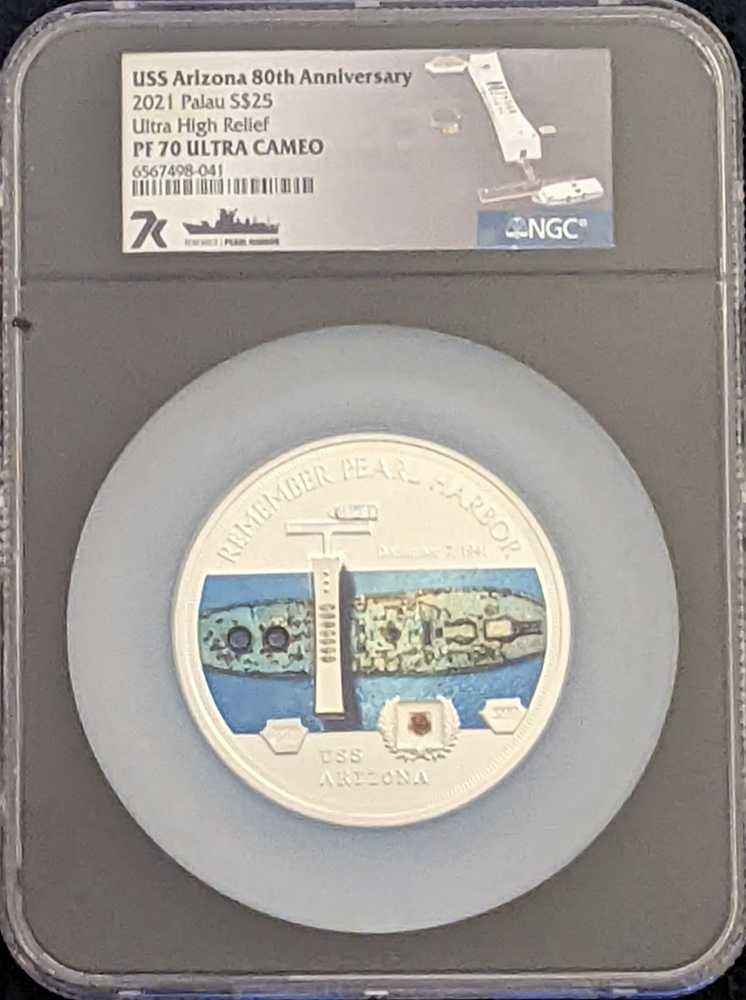 USS Arizona 80th Anniversary
2021 Palau S$25
Ultra High Relief
PF 70 ULTRA CAMEO
6567498-041
7K
REMEMBER | PEARL HARBOR
NGC®
REMEMBER PEARL HARBOR
December 7, 1941
USS
ARIZONA